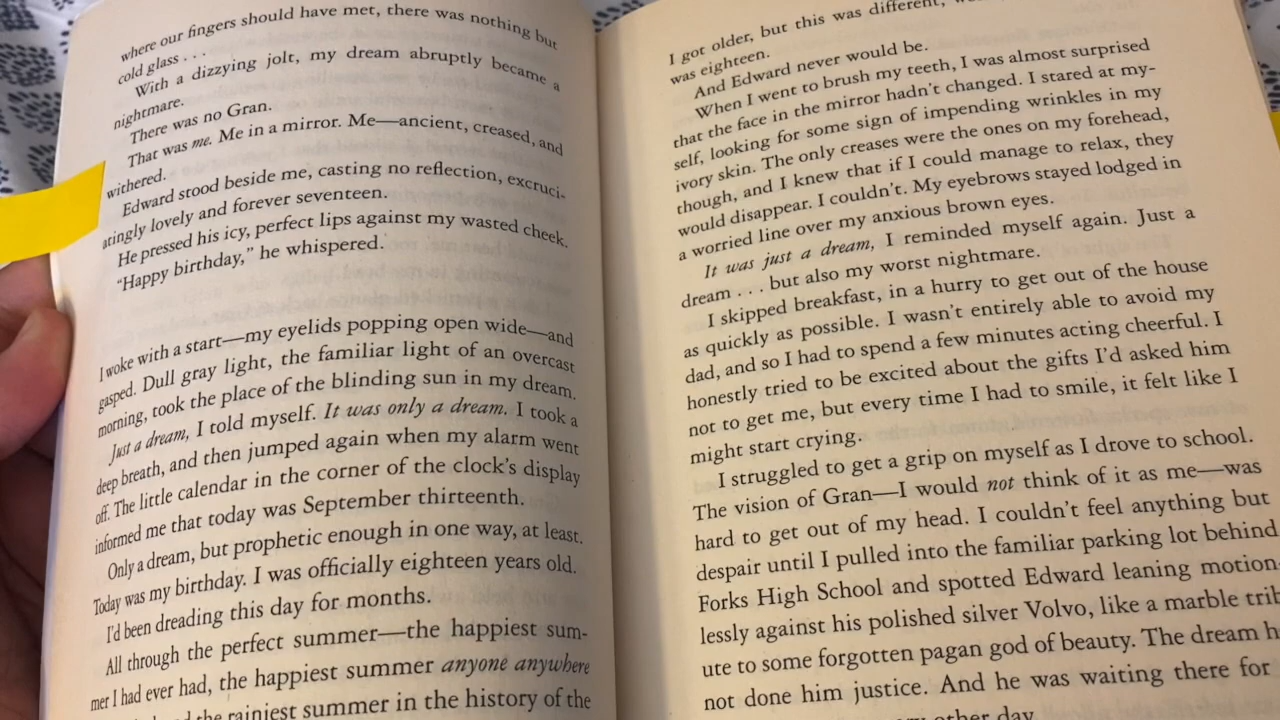 where our fingers should have met, there was nothing but
cold glass . . .
With a dizzying jolt, my dream abruptly became a
nightmare.
There was no Gran.
That was me. Me in a mirror. Me—ancient, creased, and
withered.
Edward stood beside me, casting no reflection, excruci-
atingly lovely and forever seventeen.
He pressed his icy, perfect lips against my wasted cheek.
“Happy birthday,” he whispered.
I woke with a start—my eyelids popping open wide—and
gasped. Dull gray light, the familiar light of an overcast
morning, took the place of the blinding sun in my dream.
Just a dream, I told myself. It was only a dream. I took a
deep breath, and then jumped again when my alarm went
off. The little calendar in the corner of the clock’s display
informed me that today was September thirteenth.
Only a dream, but prophetic enough in one way, at least.
Today was my birthday. I was officially eighteen years old.
I’d been dreading this day for months.
All through the perfect summer—the happiest sum-
mer I had ever had, the happiest summer anyone anywhere
the rainiest summer in the history of the
I got older, but this was different,
was eighteen.
And Edward never would be.
When I went to brush my teeth, I was almost surprised
that the face in the mirror hadn’t changed. I stared at my-
self, looking for some sign of impending wrinkles in my
ivory skin. The only creases were the ones on my forehead,
though, and I knew that if I could manage to relax, they
would disappear. I couldn’t. My eyebrows stayed lodged in
a worried line over my anxious brown eyes.
It was just a dream, I reminded myself again. Just a
dream . . . but also my worst nightmare.
I skipped breakfast, in a hurry to get out of the house
as quickly as possible. I wasn’t entirely able to avoid my
dad, and so I had to spend a few minutes acting cheerful. I
honestly tried to be excited about the gifts I’d asked him
not to get me, but every time I had to smile, it felt like I
might start crying.
I struggled to get a grip on myself as I drove to school.
The vision of Gran—I would not think of it as me—was
hard to get out of my head. I couldn’t feel anything but
despair until I pulled into the familiar parking lot behind
Forks High School and spotted Edward leaning motion-
lessly against his polished silver Volvo, like a marble trib
ute to some forgotten pagan god of beauty. The dream h
not done him justice. And he was waiting there for
other day